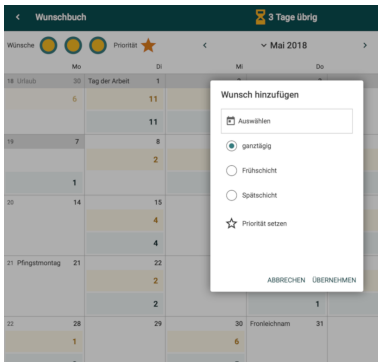 < Wunschbuch 3 Tage übrig
Wünsche Priorität < Mai 2018 >
Mo Di Mi Do
18 Urlaub 30 Tag der Arbeit 1
6 11
11
19 7 8
2
1
20 14 15
4
4
21 Pfingstmontag 21 22
2
2 1
22 28 29 30 Fronleichnam 31
1 6
Wunsch hinzufügen
Auswählen
ganztägig
Frühschicht
Spätschicht
Priorität setzen
ABBRECHEN ÜBERNEHMEN